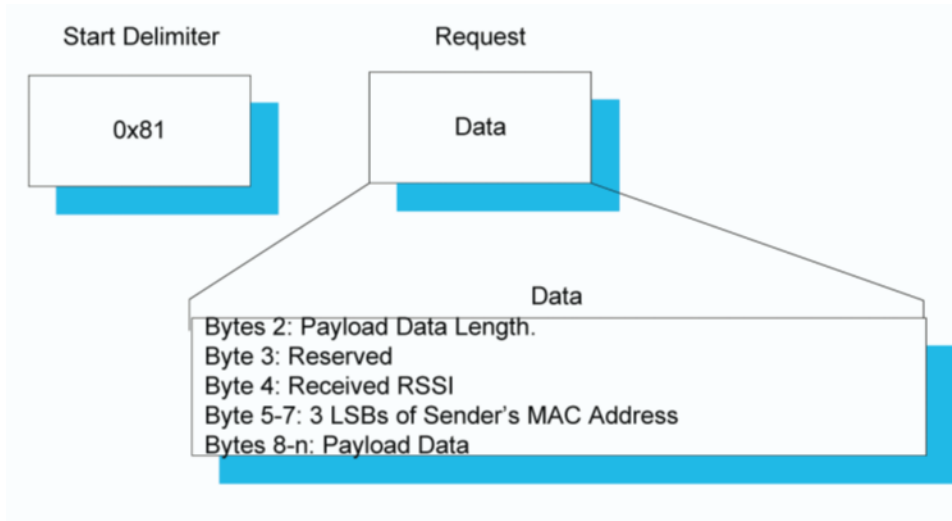 Start Delimiter
Request
0x81
Data
Data
Bytes 2: Payload Data Length.
Byte 3: Reserved
Byte 4: Received RSSI
Byte 5-7: 3 LSBs of Sender's MAC Address
Bytes 8-n: Payload Data